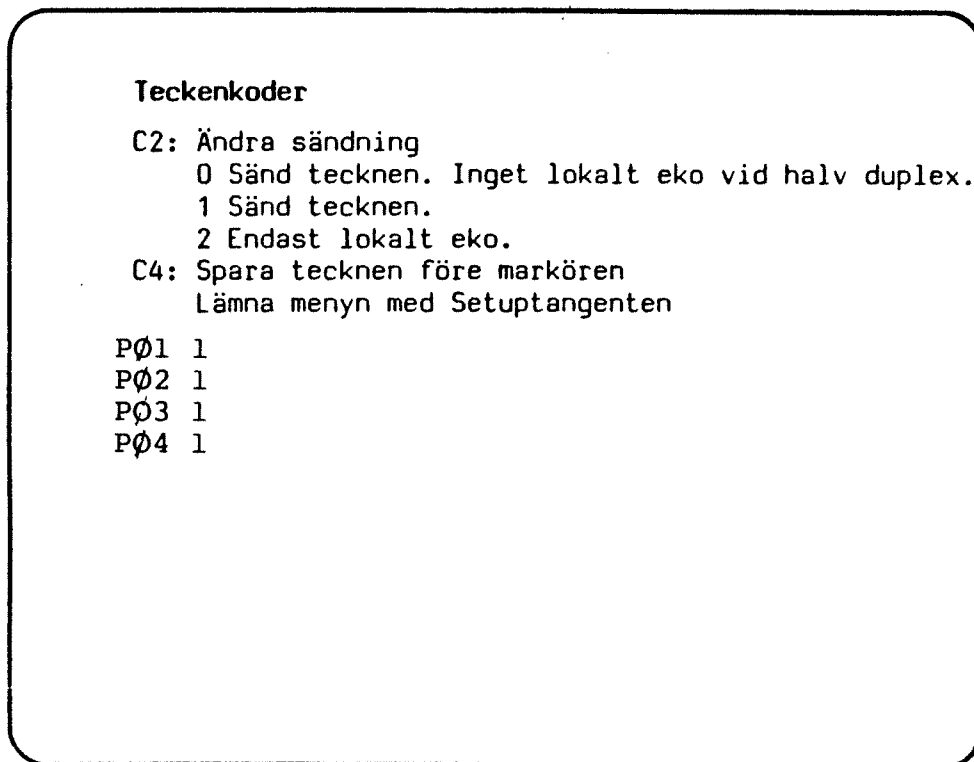 Teckenkoder
C2: Ändra sändning
0 Sänd tecknen. Inget lokalt eko vid halv duplex.
1 Sänd tecknen.
2 Endast lokalt eko.
C4: Spara tecknen före markören
Lämna menyn med Setuptangenten
PØ1 1
PØ2 1
PØ3 1
PØ4 1